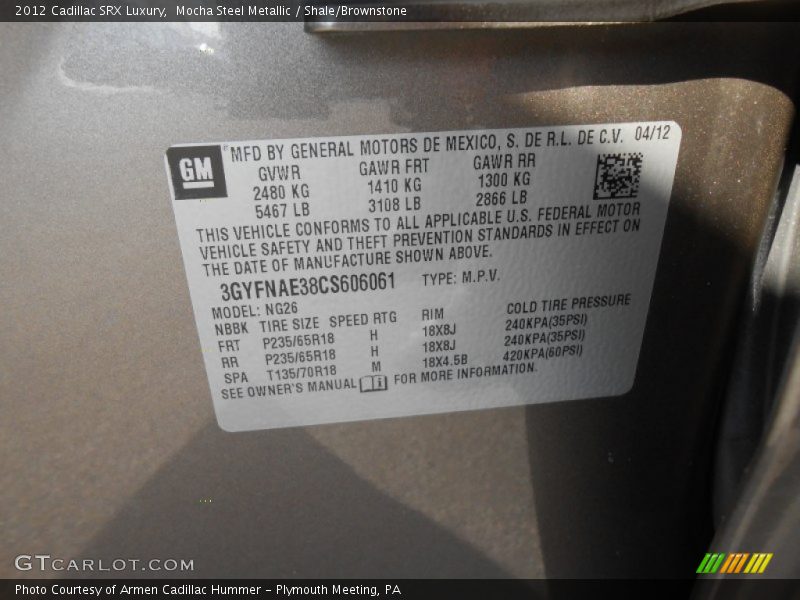 2012 Cadillac SRX Luxury,  Mocha Steel Metallic / Shale/Brownstone
GM
MFD BY GENERAL MOTORS DE MEXICO, S. DE R.L. DE C.V. 04/12
GVWR GAWR FRT GAWR RR
2480 KG 1410 KG 1300 KG
5467 LB 3108 LB 2866 LB
THIS VEHICLE CONFORMS TO ALL APPLICABLE U.S. FEDERAL MOTOR
VEHICLE SAFETY AND THEFT PREVENTION STANDARDS IN EFFECT ON
THE DATE OF MANUFACTURE SHOWN ABOVE.
3GYFNAE38CS606061 TYPE: M.P.V.
MODEL: NG26
NBBK TIRE SIZE SPEED RTG RIM COLD TIRE PRESSURE
FRT P235/65R18 H 18X8J 240KPA(35PSI)
RR P235/65R18 H 18X8J 240KPA(35PSI)
SPA T135/70R18 M 18X4.5B 420KPA(60PSI)
SEE OWNER'S MANUAL FOR MORE INFORMATION.
GTCARLOT.COM
Photo Courtesy of Armen Cadillac Hummer - Plymouth Meeting, PA